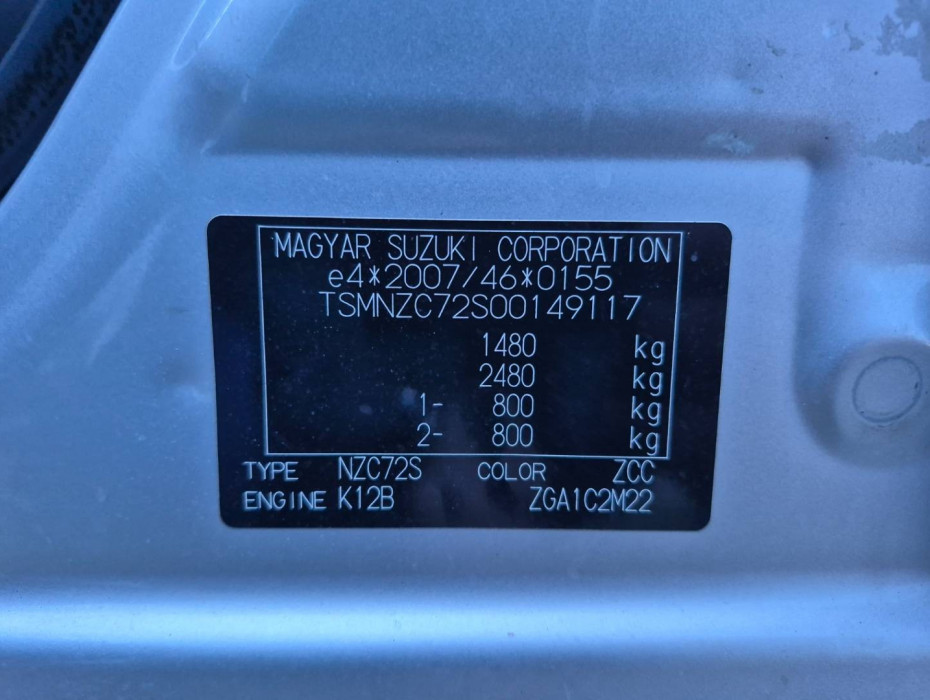 MAGYAR SUZUKI CORPORATION
e4*2007/46*0155
TSMNZC72S00149117
1480 kg
2480 kg
1- 800 kg
2- 800 kg
TYPE NZC72S COLOR ZCC
ENGINE K12B ZGA1C2M22